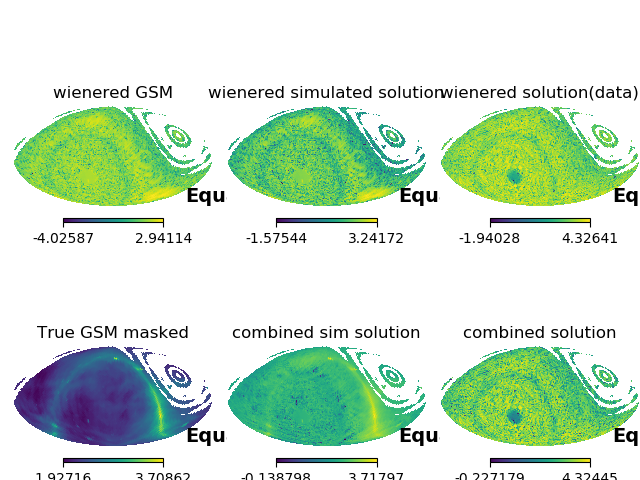 wienered GSM
wienered simulated solution
wienered solution(data)
Equ
Equ
Eq
-4.02587 2.94114
-1.57544 3.24172
-1.94028 4.32641
True GSM masked
combined sim solution
combined solution
Equ
Equ
Eq
1.92716 3.70862
-0.138798 3.71797
-0.227179 4.32445